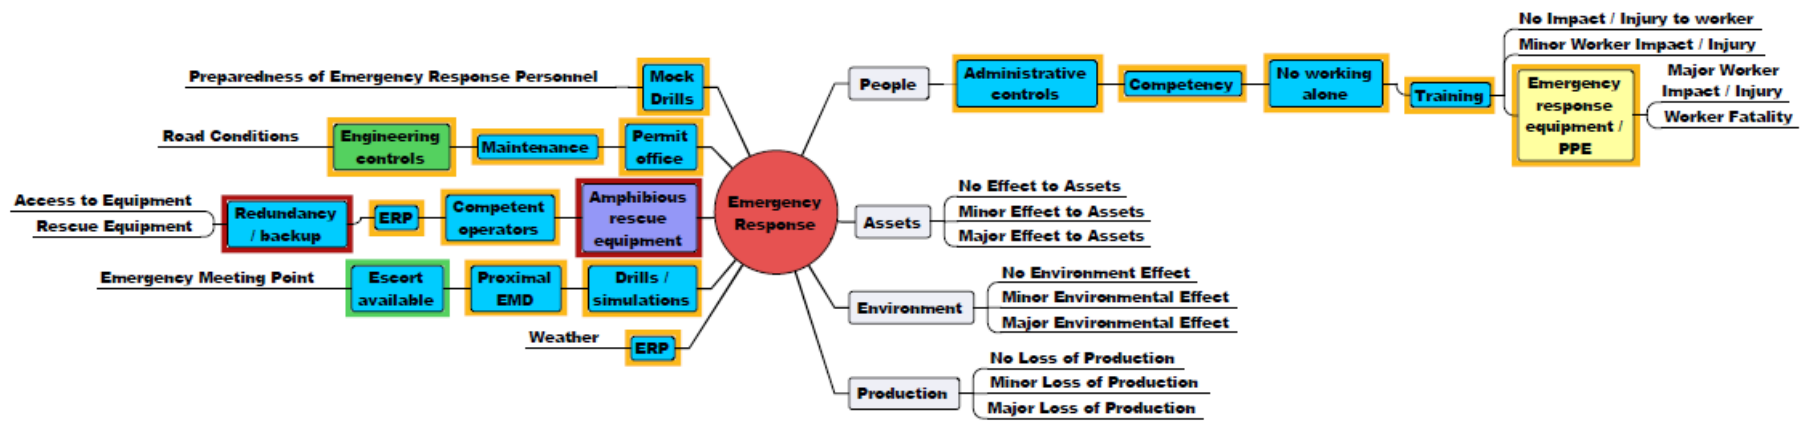 Preparedness of Emergency Response Personnel
Mock
Drills
Road Conditions
Engineering
controls
Maintenance
Permit
office
Access to Equipment
Rescue Equipment
Redundancy
/ backup
ERP
Competent
operators
Amphibious
rescue
equipment
Emergency Meeting Point
Escort
available
Proximal
EMD
Drills /
simulations
Weather
ERP
Emergency
Response
People
Administrative
controls
Competency
No working
alone
Training
No Impact / Injury to worker
Minor Worker Impact / Injury
Emergency
response
equipment /
PPE
Major Worker
Impact / Injury
Worker Fatality
Assets
No Effect to Assets
Minor Effect to Assets
Major Effect to Assets
Environment
No Environment Effect
Minor Environmental Effect
Major Environmental Effect
Production
No Loss of Production
Minor Loss of Production
Major Loss of Production